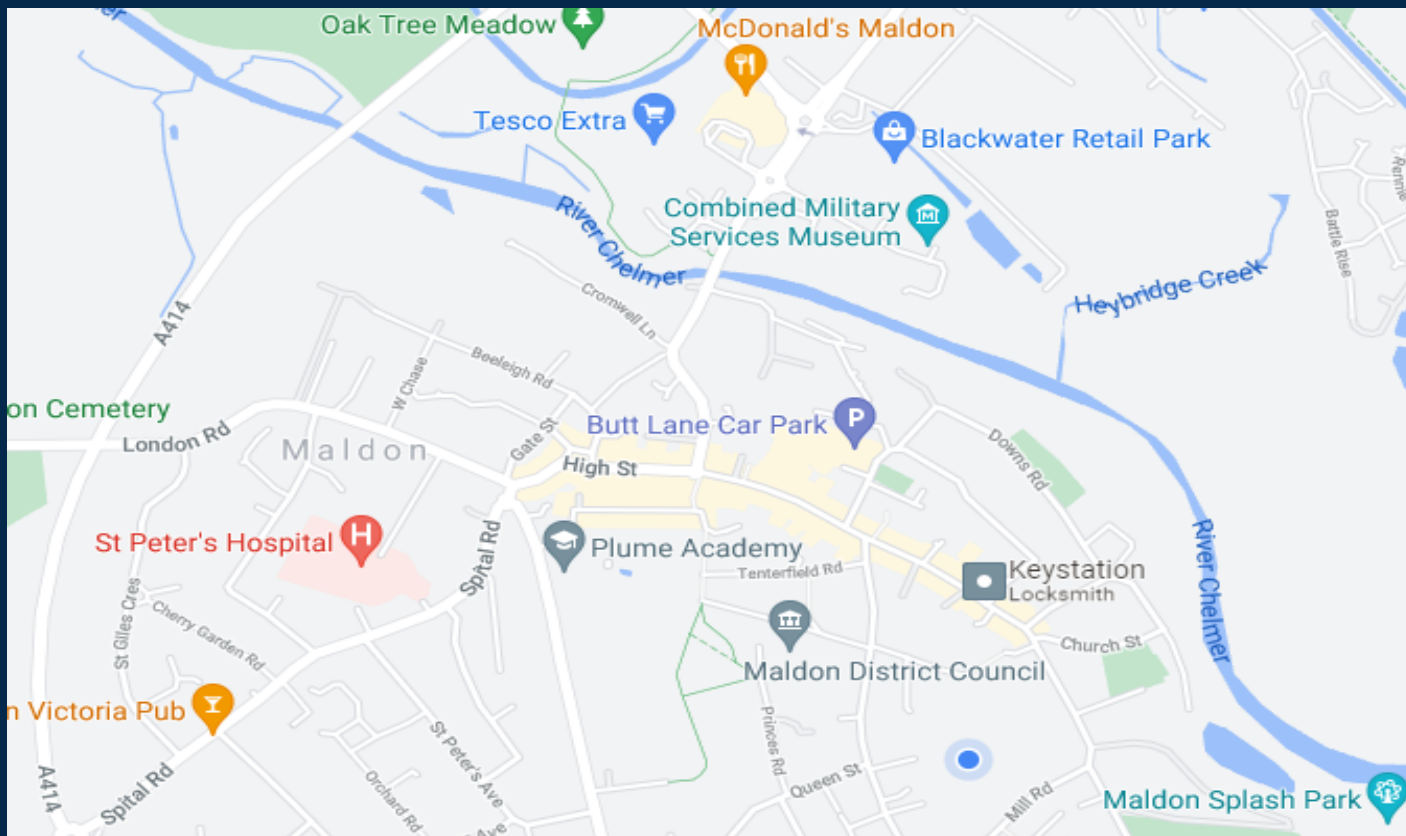 er
Oak Tree Meadow
McDonald's Maldon
Tesco Extra
Blackwater Retail Park
Combined Military
Services Museum
River Chelmer
Battle Rise
Heybridge Creek
A414
Cromwell Ln
Beeleigh Rd
W Chase
on Cemetery
London Rd
Maldon
Gate St
High St
Butt Lane Car Park
P
Downs Rd
St Peter's Hospital
H
Spital Rd
Plume Academy
Tenterfield Rd
Keystation
Locksmith
River Chelmer
St Giles Cres
Cherry Garden Rd
Church St
Maldon District Council
n Victoria Pub
St Peter's Ave
Princes Rd
Orchard Rd
Queen St
Mill Rd
A414
Spital Rd
Maldon Splash Park
Ave
M